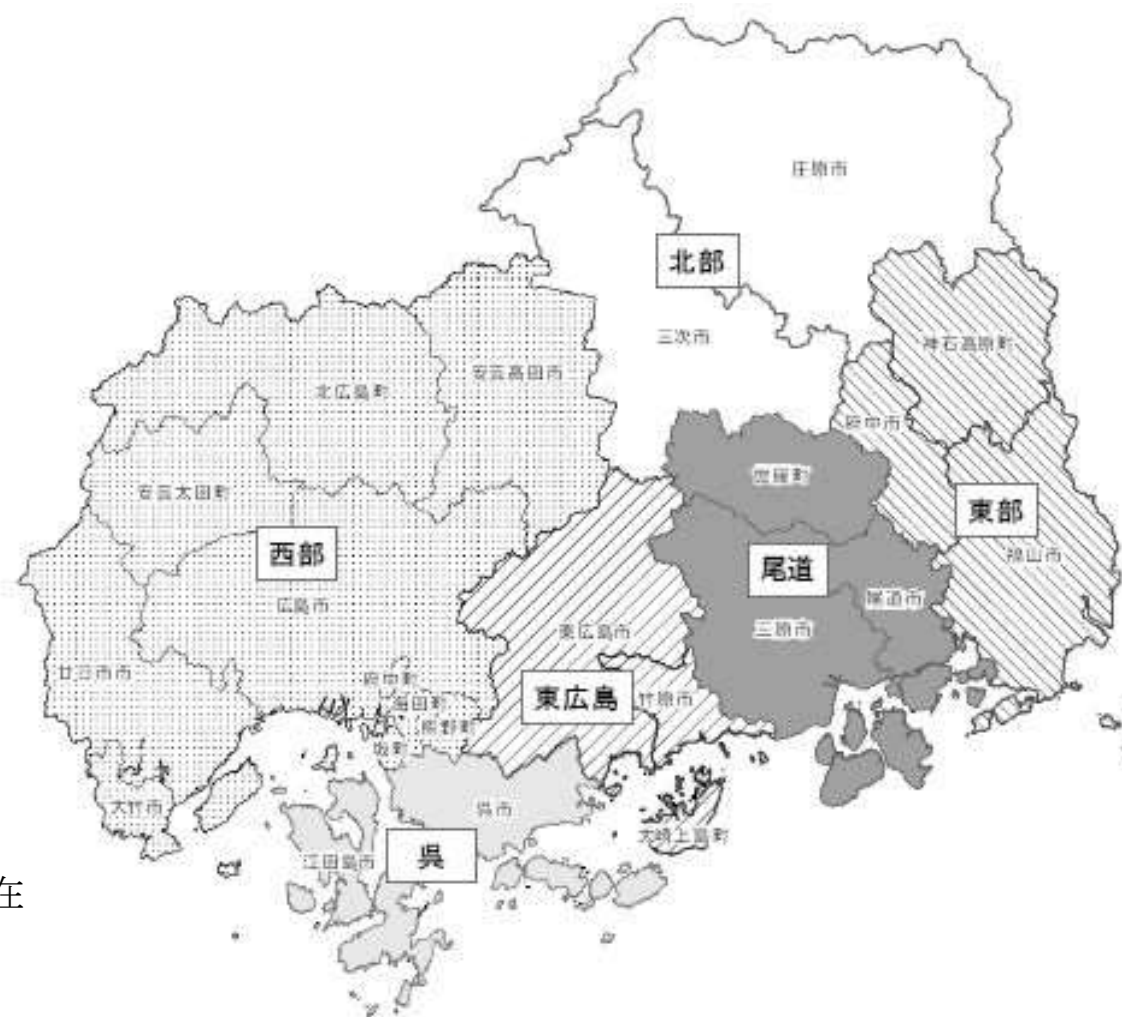 庄原市
北部
三次市
神石高原町
安芸高田市
北広島町
府中市
世羅町
安芸太田町
東部
西部
尾道
福山市
広島市
尾道市
三原市
東広島市
廿日市市
府中町
海田町
東広島
竹原市
熊野町
坂町
大竹市
呉市
大崎上島町
呉
江田島市
在